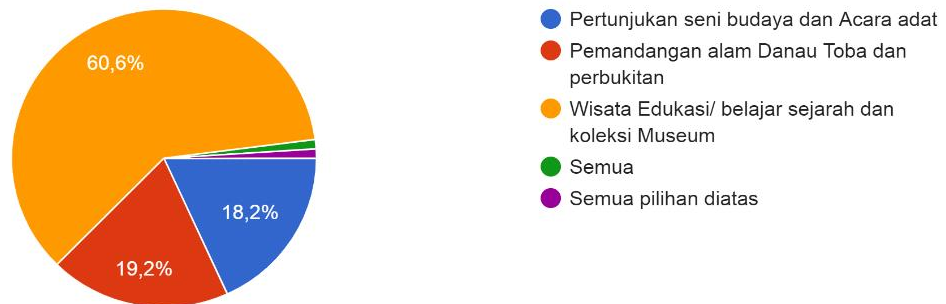 60,6%
18,2%
19,2%
Pertunjukan seni budaya dan Acara adat
Pemandangan alam Danau Toba dan
perbukitan
Wisata Edukasi/ belajar sejarah dan
koleksi Museum
Semua
Semua pilihan diatas